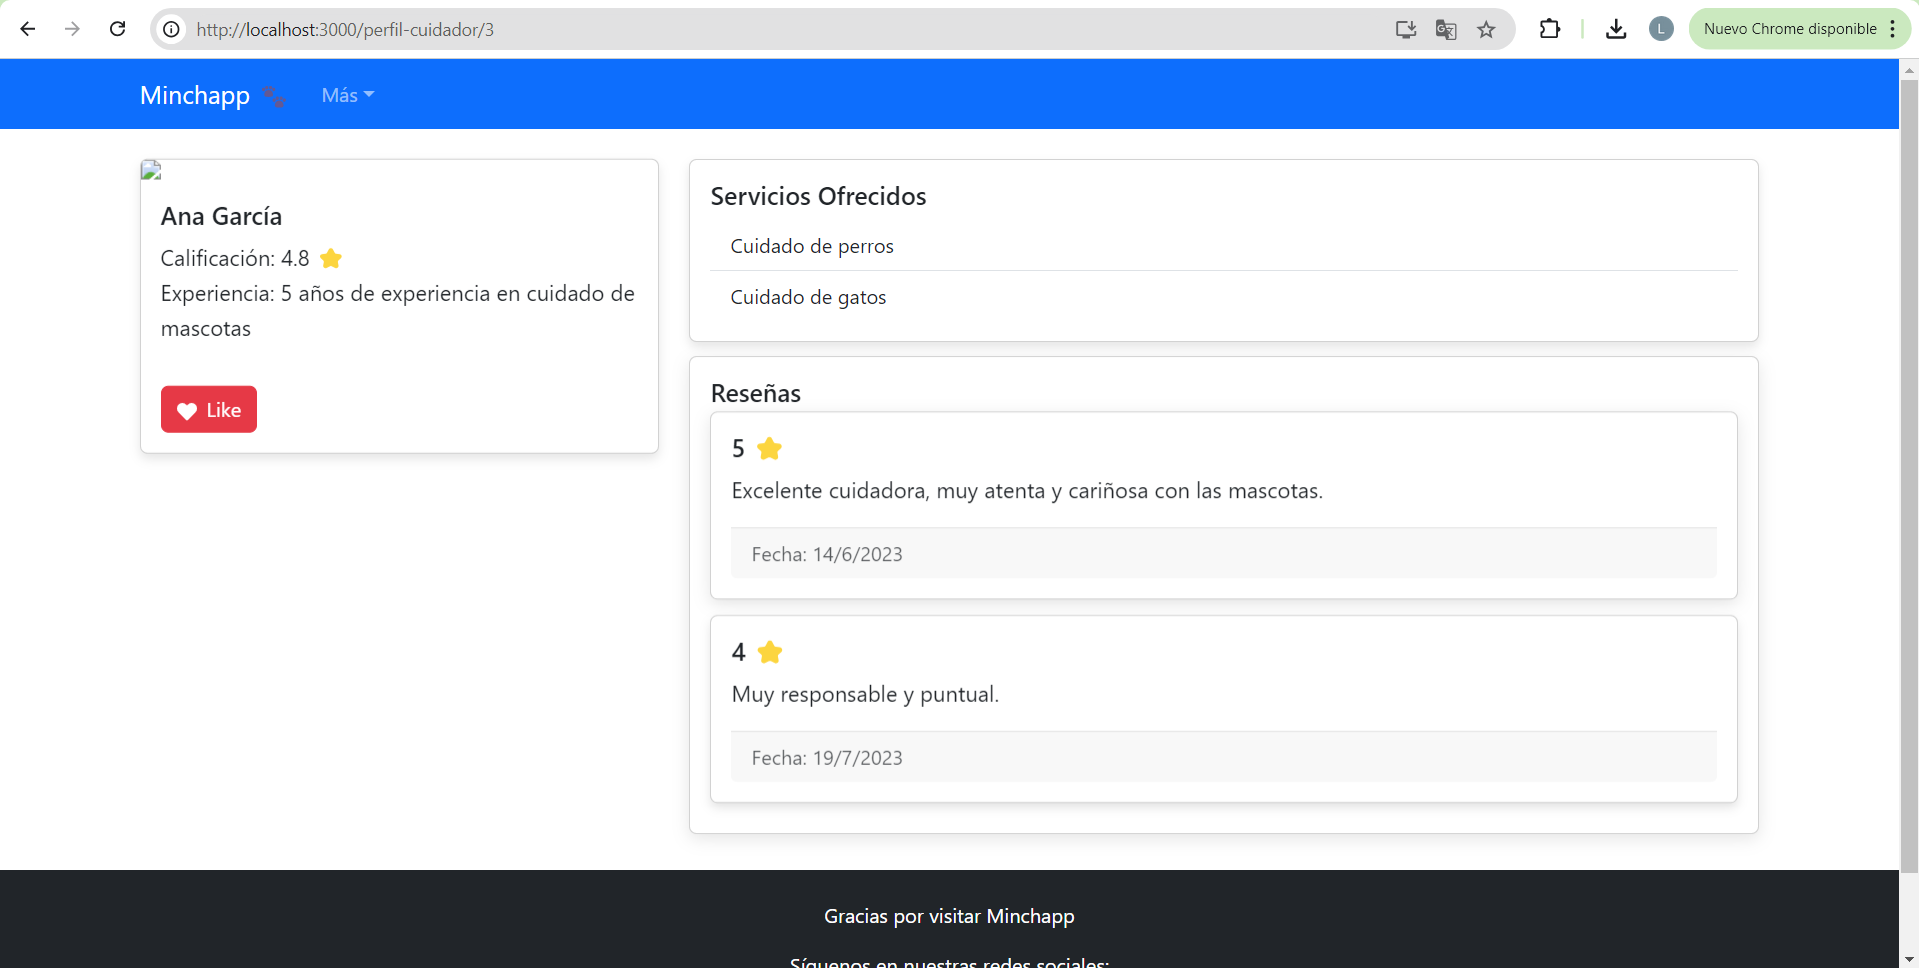 http://localhost:3000/perfil-cuidador/3
L
Nuevo Chrome disponible
Minchapp
Más
Ana García
Calificación: 4.8
Experiencia: 5 años de experiencia en cuidado de
mascotas
Like
Servicios Ofrecidos
Cuidado de perros
Cuidado de gatos
Reseñas
5
Excelente cuidadora, muy atenta y cariñosa con las mascotas.
Fecha: 14/6/2023
4
Muy responsable y puntual.
Fecha: 19/7/2023
Gracias por visitar Minchapp
Síguenos en nuestras redes sociales: